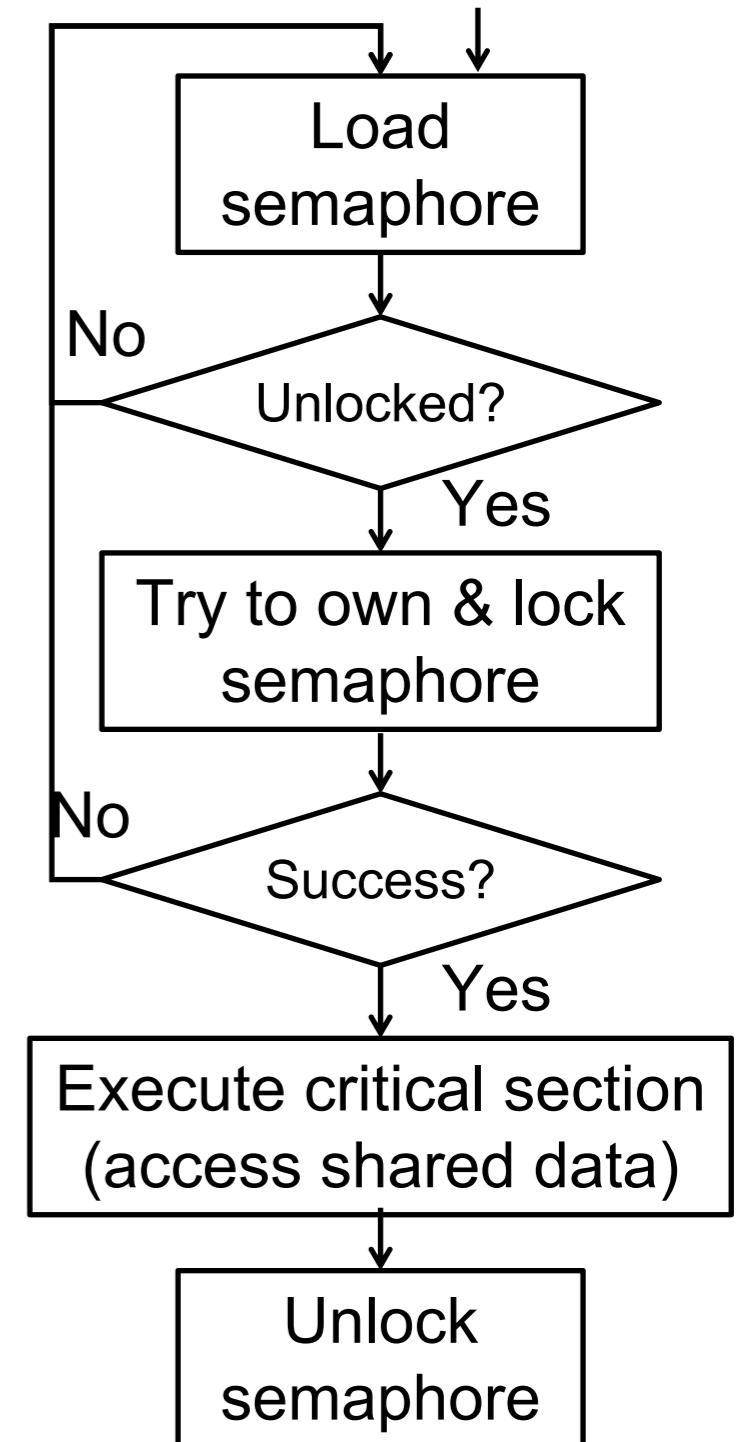 Load
semaphore
No
Unlocked?
Yes
Try to own & lock
semaphore
No
Success?
Yes
Execute critical section
(access shared data)
Unlock
semaphore